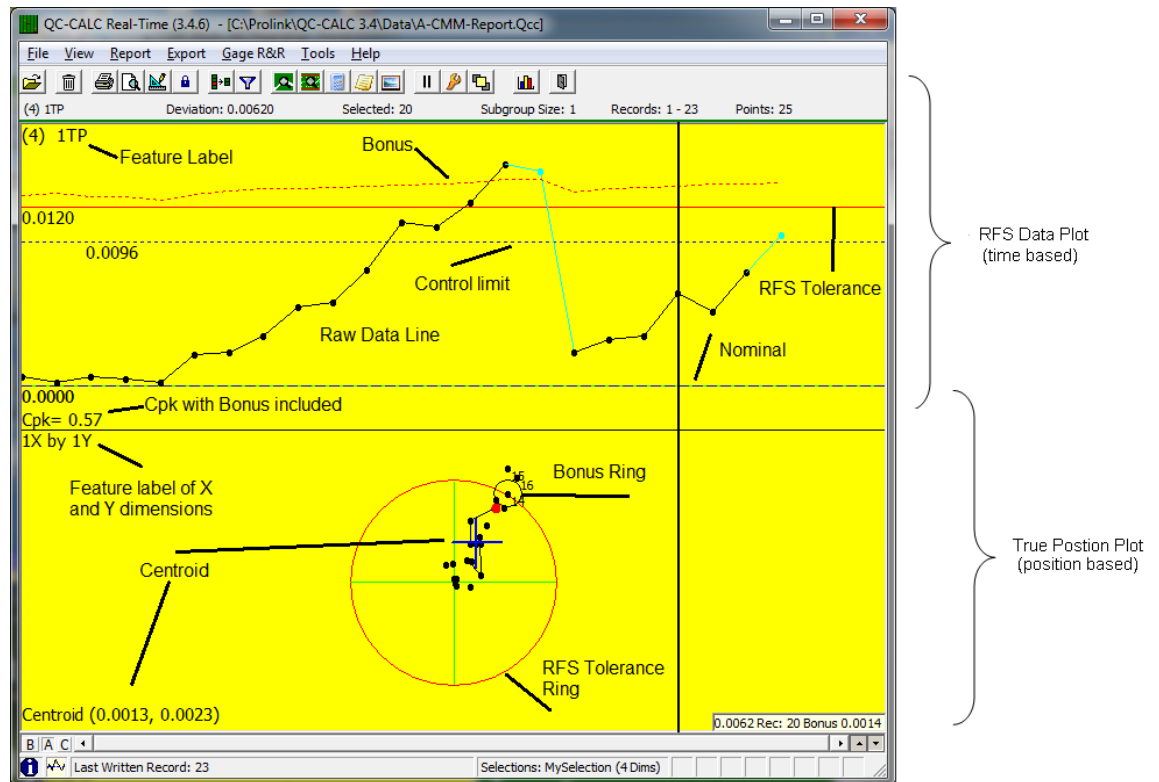 QC-CALC Real-Time (3.4.6) - [C:\Prolink\QC-CALC 3.4\Data\A-CMM-Report.Qcc]
File View Report Export Gage R&R Tools Help
(4) 1TP Deviation: 0.00620 Selected: 20 Subgroup Size: 1 Records: 1 - 23 Points: 25
(4) 1TP
Feature Label
Bonus
0.0120
0.0096
Control limit
RFS Tolerance
Raw Data Line
Nominal
0.0000
Cpk with Bonus included
Cpk= 0.57
RFS Data Plot
(time based)
1X by 1Y
Feature label of X
and Y dimensions
15
16
14
Bonus Ring
Centroid
RFS Tolerance
Ring
True Postion Plot
(position based)
Centroid (0.0013, 0.0023)
0.0062 Rec: 20 Bonus 0.0014
B A C
Last Written Record: 23 Selections: MySelection (4 Dims)